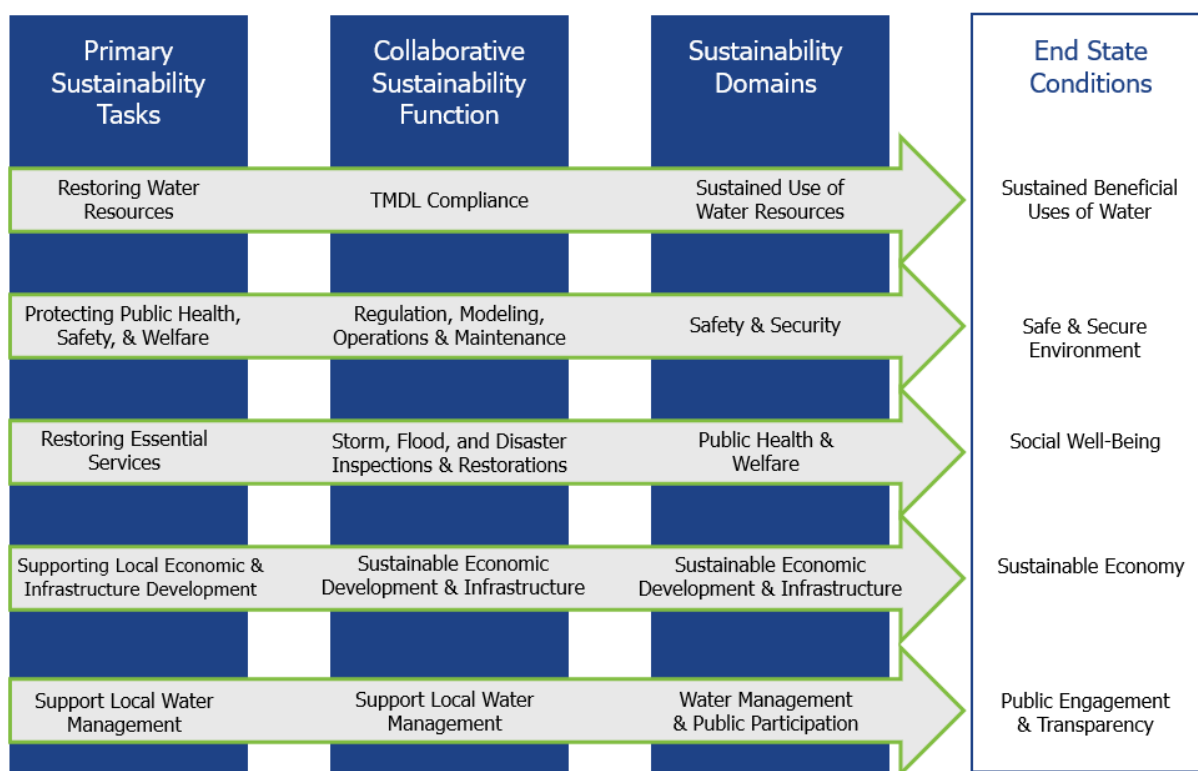 Primary
Sustainability
Tasks
Collaborative
Sustainability
Function
Sustainability
Domains
End State
Conditions
Restoring Water
Resources
TMDL Compliance
Sustained Use of
Water Resources
Sustained Beneficial
Uses of Water
Protecting Public Health,
Safety, & Welfare
Regulation, Modeling,
Operations & Maintenance
Safety & Security
Safe & Secure
Environment
Restoring Essential
Services
Storm, Flood, and Disaster
Inspections & Restorations
Public Health &
Welfare
Social Well-Being
Supporting Local Economic &
Infrastructure Development
Sustainable Economic
Development & Infrastructure
Sustainable Economic
Development & Infrastructure
Sustainable Economy
Support Local Water
Management
Support Local Water
Management
Water Management
& Public Participation
Public Engagement
& Transparency